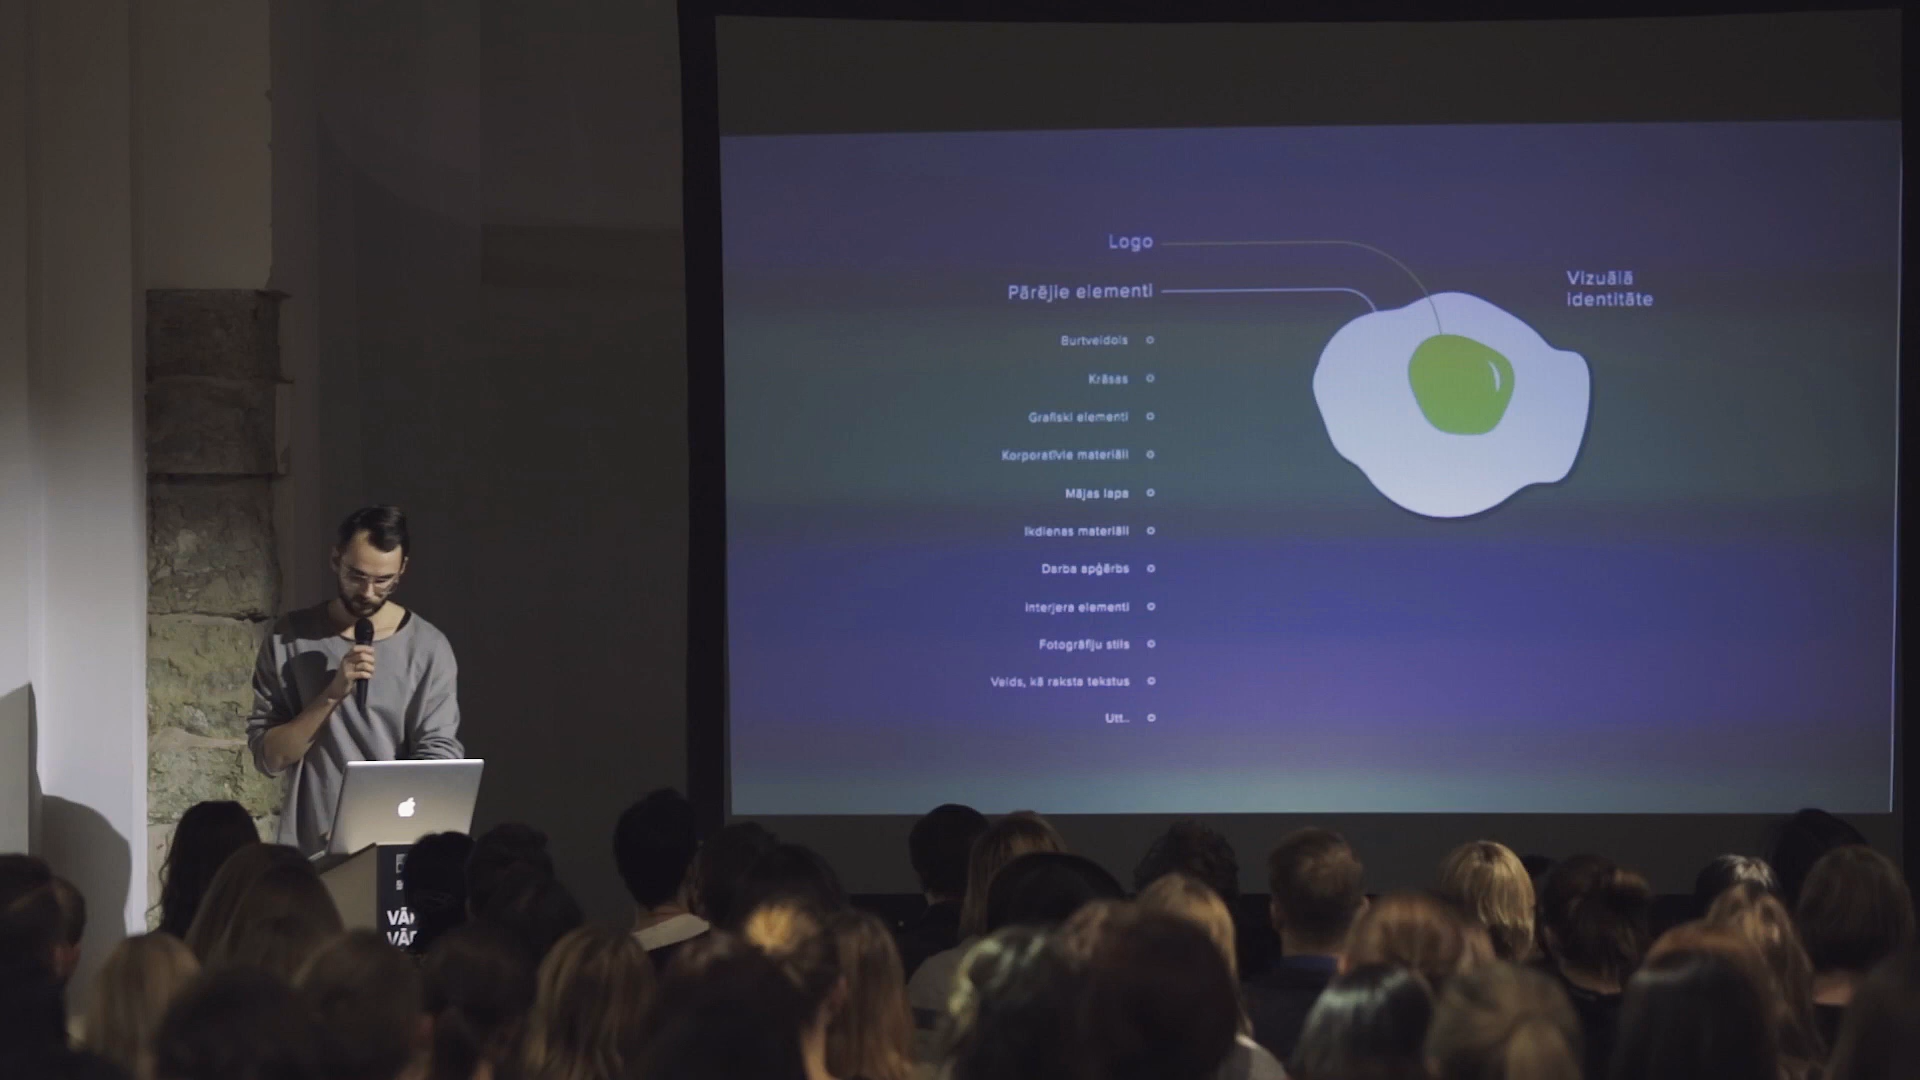 Logo
Pārējie elementi
Vizuālā
identitāte
Burtveidols
Krāsas
Grafiski elementi
Korporatīvie materiāli
Mājas lapa
Ikdienas materiāli
Darba apģērbs
Interjera elementi
Fotogrāfiju stils
Veids, kā raksta tekstus
Utt..